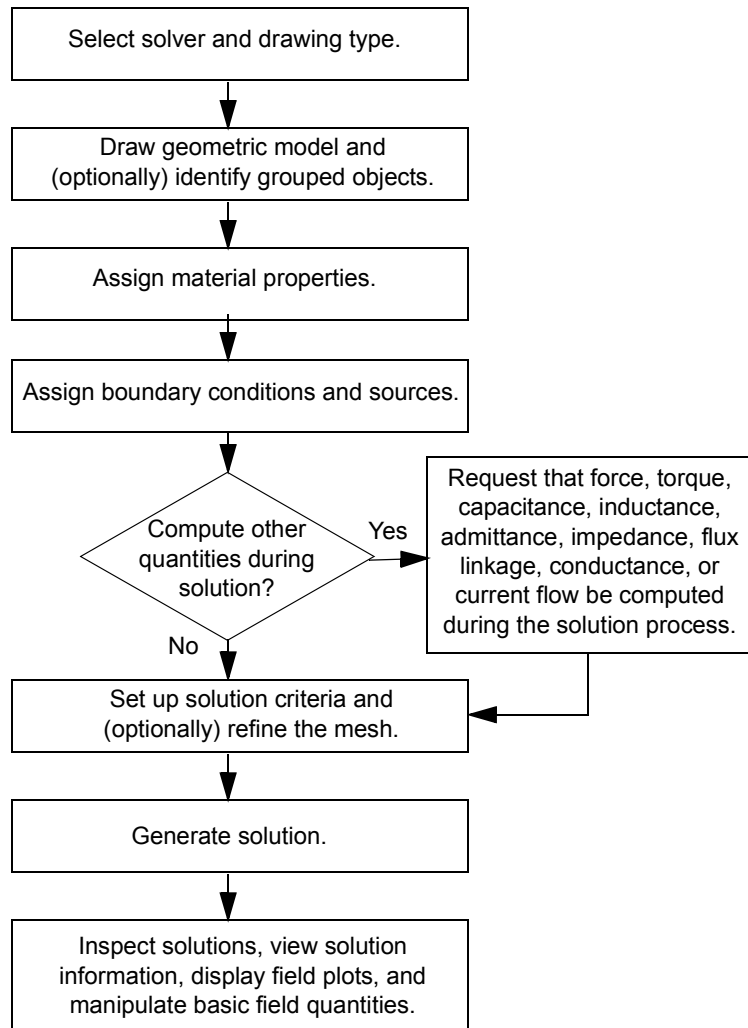 Select solver and drawing type.
Draw geometric model and
(optionally) identify grouped objects.
Assign material properties.
Assign boundary conditions and sources.
Compute other
quantities during
solution?
Yes
Request that force, torque,
capacitance, inductance,
admittance, impedance, flux
linkage, conductance, or
current flow be computed
during the solution process.
No
Set up solution criteria and
(optionally) refine the mesh.
Generate solution.
Inspect solutions, view solution
information, display field plots, and
manipulate basic field quantities.